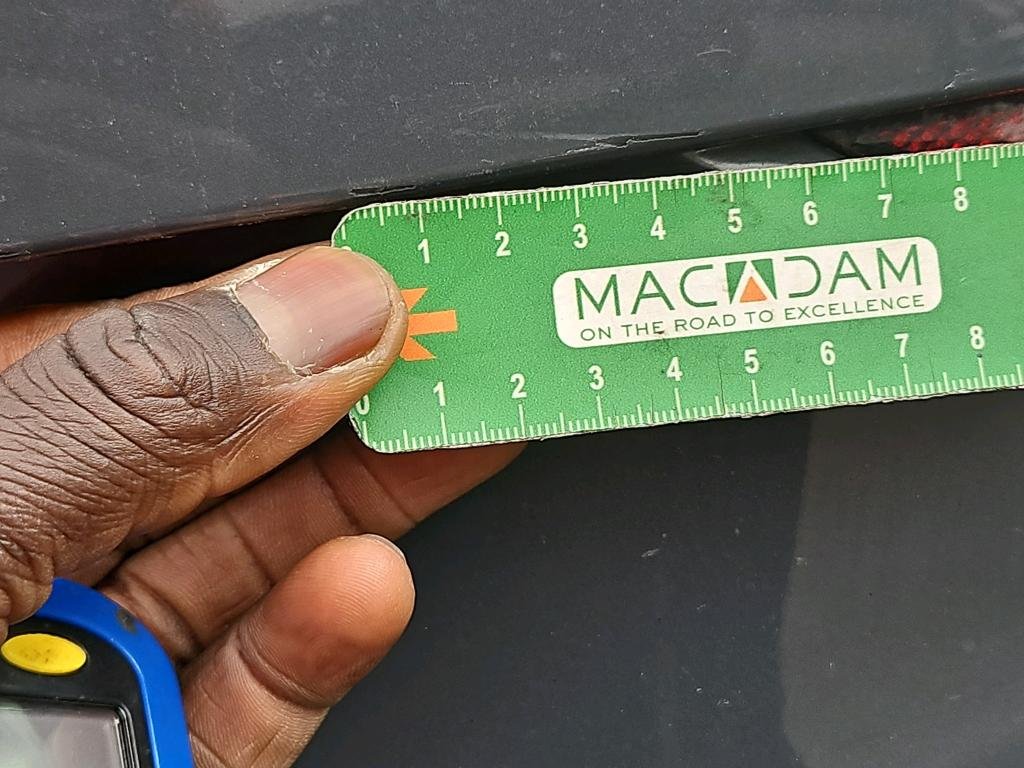 1 2 3 4 5 6 7 8
MACADAM
ON THE ROAD TO EXCELLENCE
0 1 2 3 4 5 6 7 8